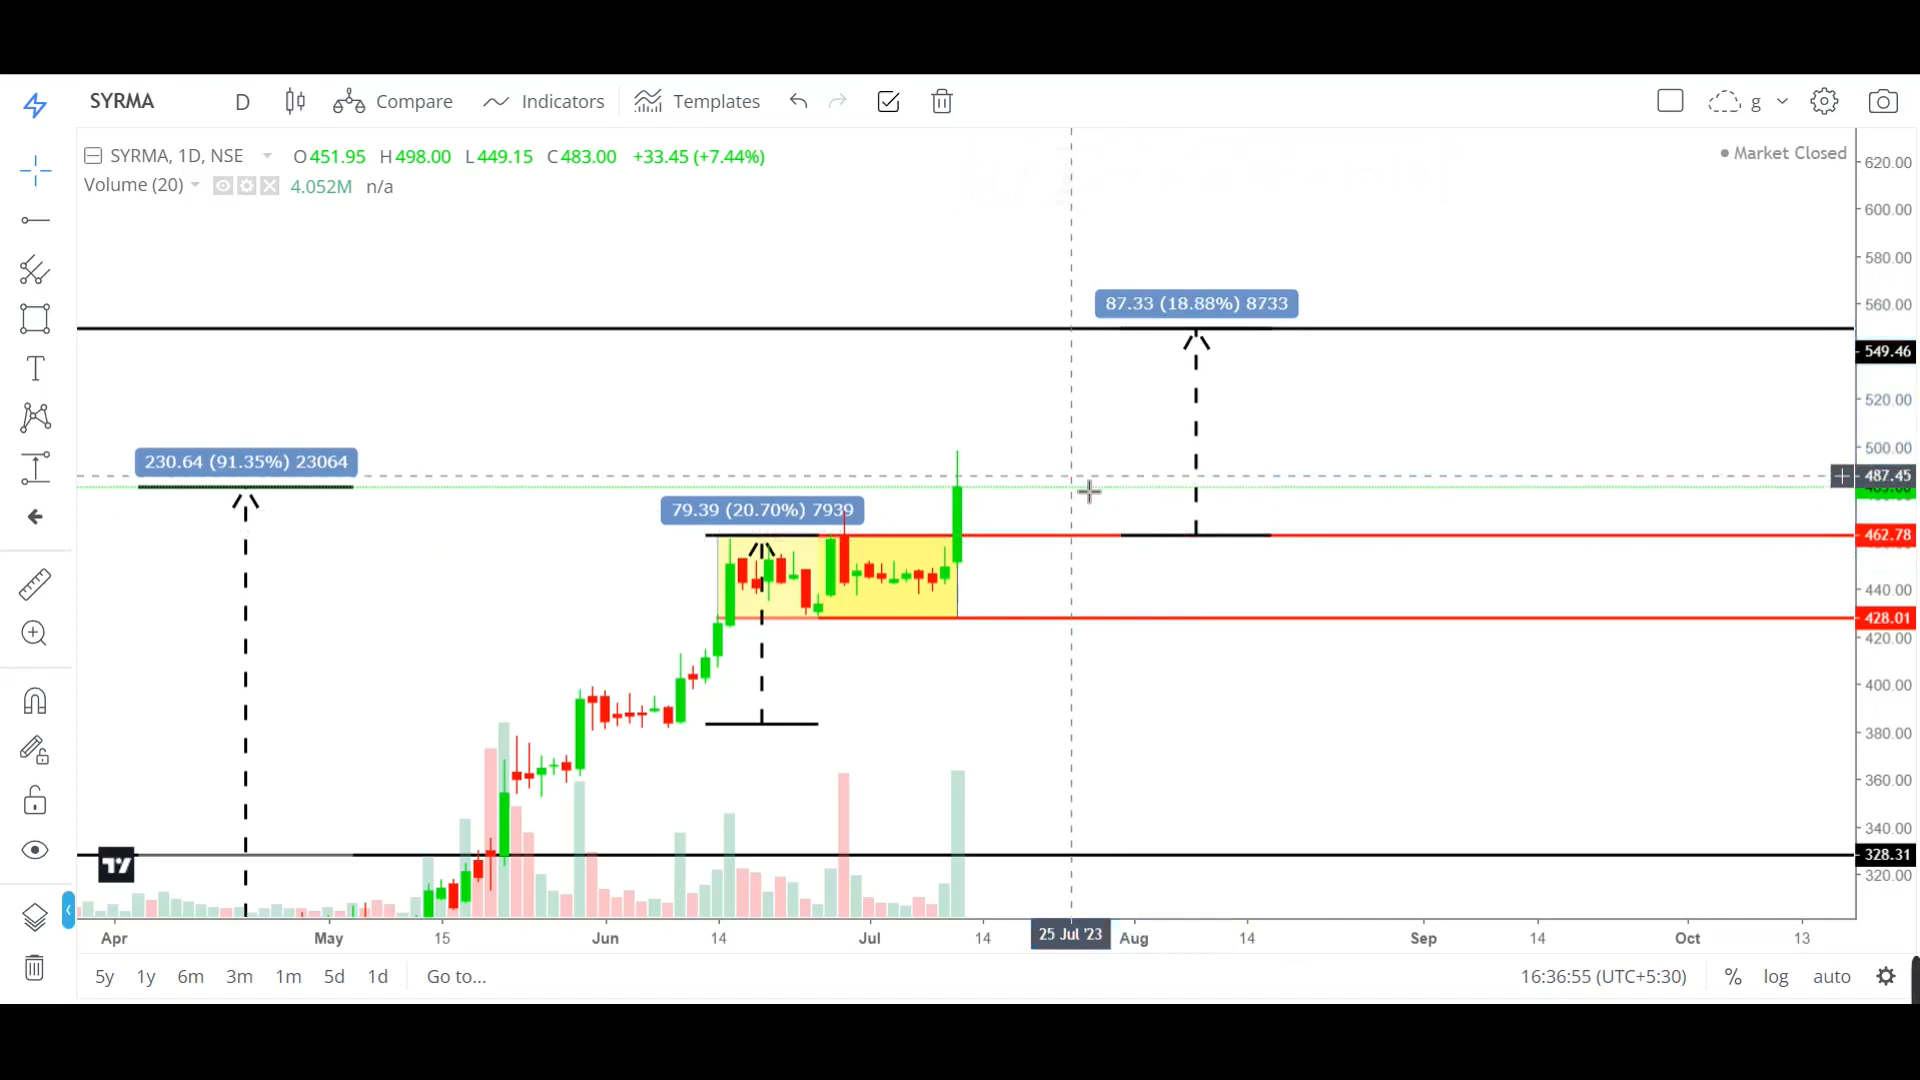 SYRMA D Compare Indicators Templates g
SYRMA, 1D, NSE O451.95 H498.00 L449.15 C483.00 +33.45 (+7.44%)
Market Closed
Volume (20) 4.052M n/a
620.00
600.00
580.00
560.00
87.33 (18.88%) 8733
549.46
520.00
500.00
230.64 (91.35%) 23064
487.45
79.39 (20.70%) 7939
462.78
440.00
428.01
420.00
400.00
380.00
360.00
340.00
328.31
320.00
Apr May 15 Jun 14 Jul 14 25 Jul '23 Aug 14 Sep 14 Oct 13
5y 1y 6m 3m 1m 5d 1d Go to... 16:36:55 (UTC+5:30) % log auto